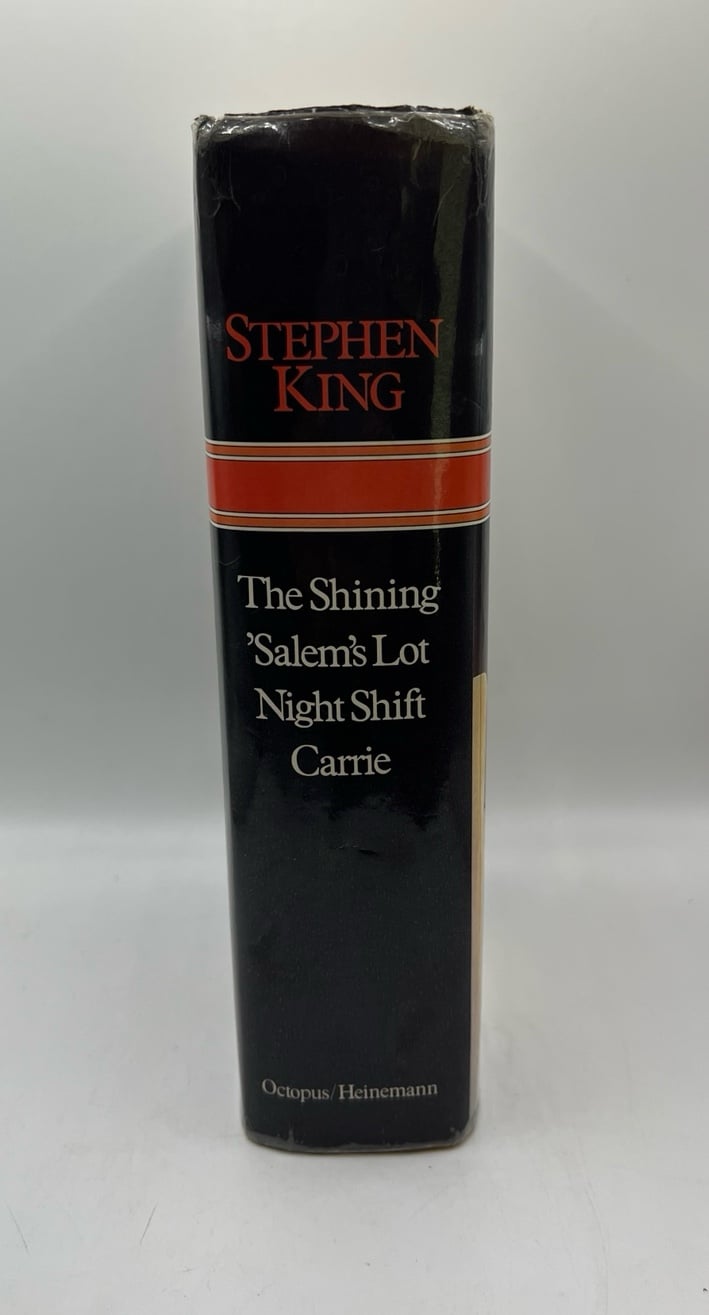 STEPHEN
KING
The Shining
’Salem’s Lot
Night Shift
Carrie
Octopus/Heinemann